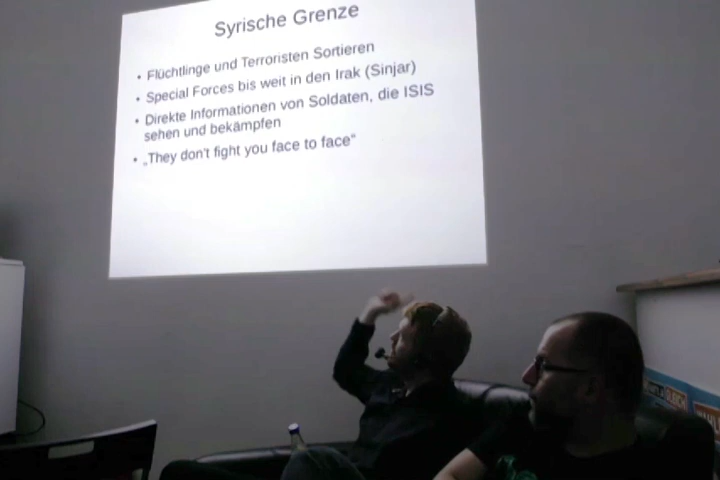 Syrische Grenze
• Flüchtlinge und Terroristen Sortieren
• Special Forces bis weit in den Irak (Sinjar)
• Direkte Informationen von Soldaten, die ISIS
sehen und bekämpfen
• „They don't fight you face to face“